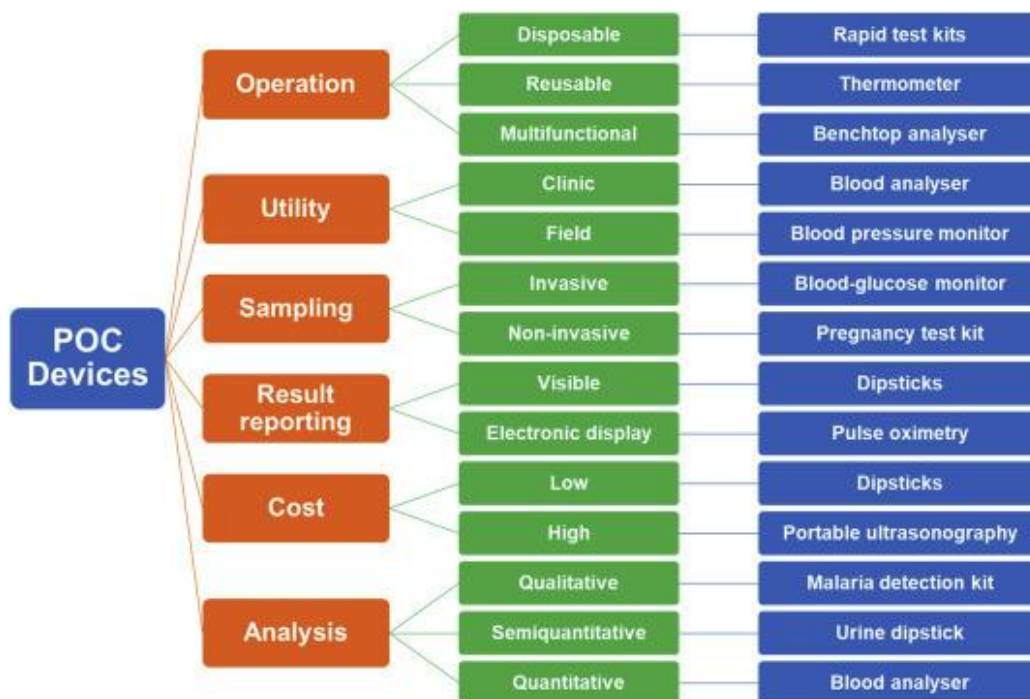 POC
Devices
Operation
Disposable
Rapid test kits
Reusable
Thermometer
Multifunctional
Benchtop analyser
Utility
Clinic
Blood analyser
Field
Blood pressure monitor
Sampling
Invasive
Blood-glucose monitor
Non-invasive
Pregnancy test kit
Result
reporting
Visible
Dipsticks
Electronic display
Pulse oximetry
Cost
Low
Dipsticks
High
Portable ultrasonography
Analysis
Qualitative
Malaria detection kit
Semiquantitative
Urine dipstick
Quantitative
Blood analyser